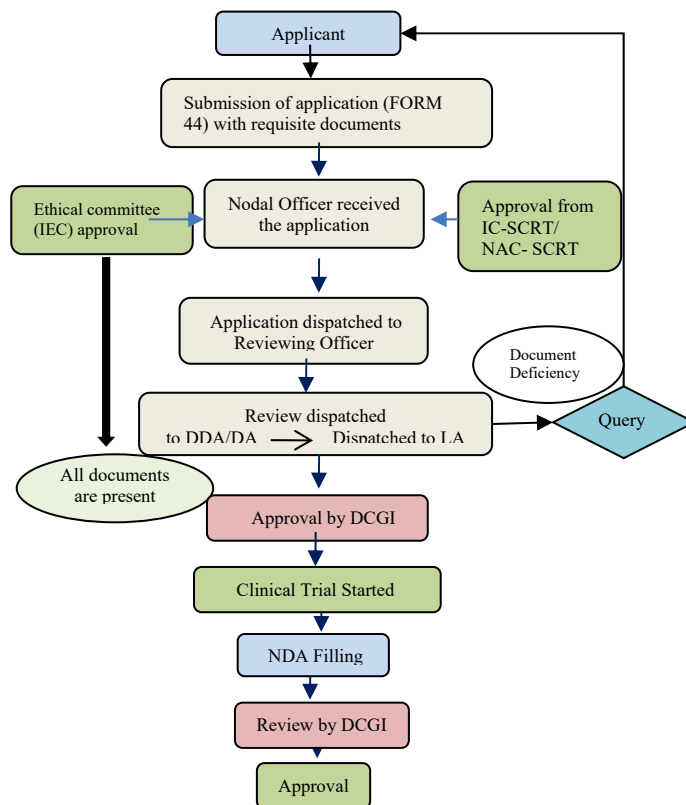 Applicant
Submission of application (FORM
44) with requisite documents
Ethical committee
(IEC) approval
Nodal Officer received
the application
Approval from
IC-SCRT/
NAC- SCRT
Application dispatched to
Reviewing Officer
Document
Deficiency
Review dispatched
to DDA/DA
Dispatched to LA
Query
All documents
are present
Approval by DCGI
Clinical Trial Started
NDA Filling
Review by DCGI
Approval